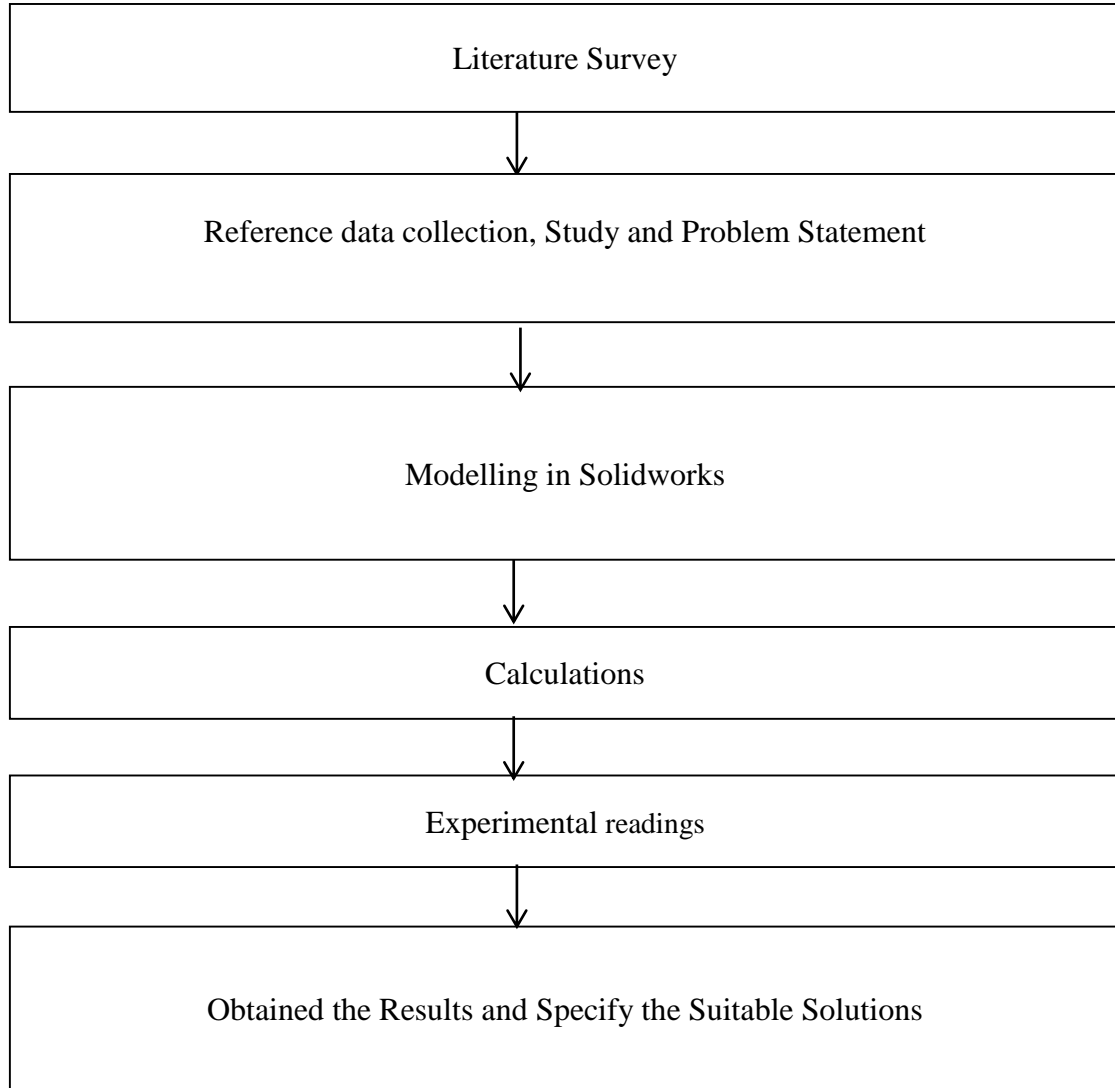 Literature Survey
Reference data collection, Study and Problem Statement
Modelling in Solidworks
Calculations
Experimental readings
Obtained the Results and Specify the Suitable Solutions